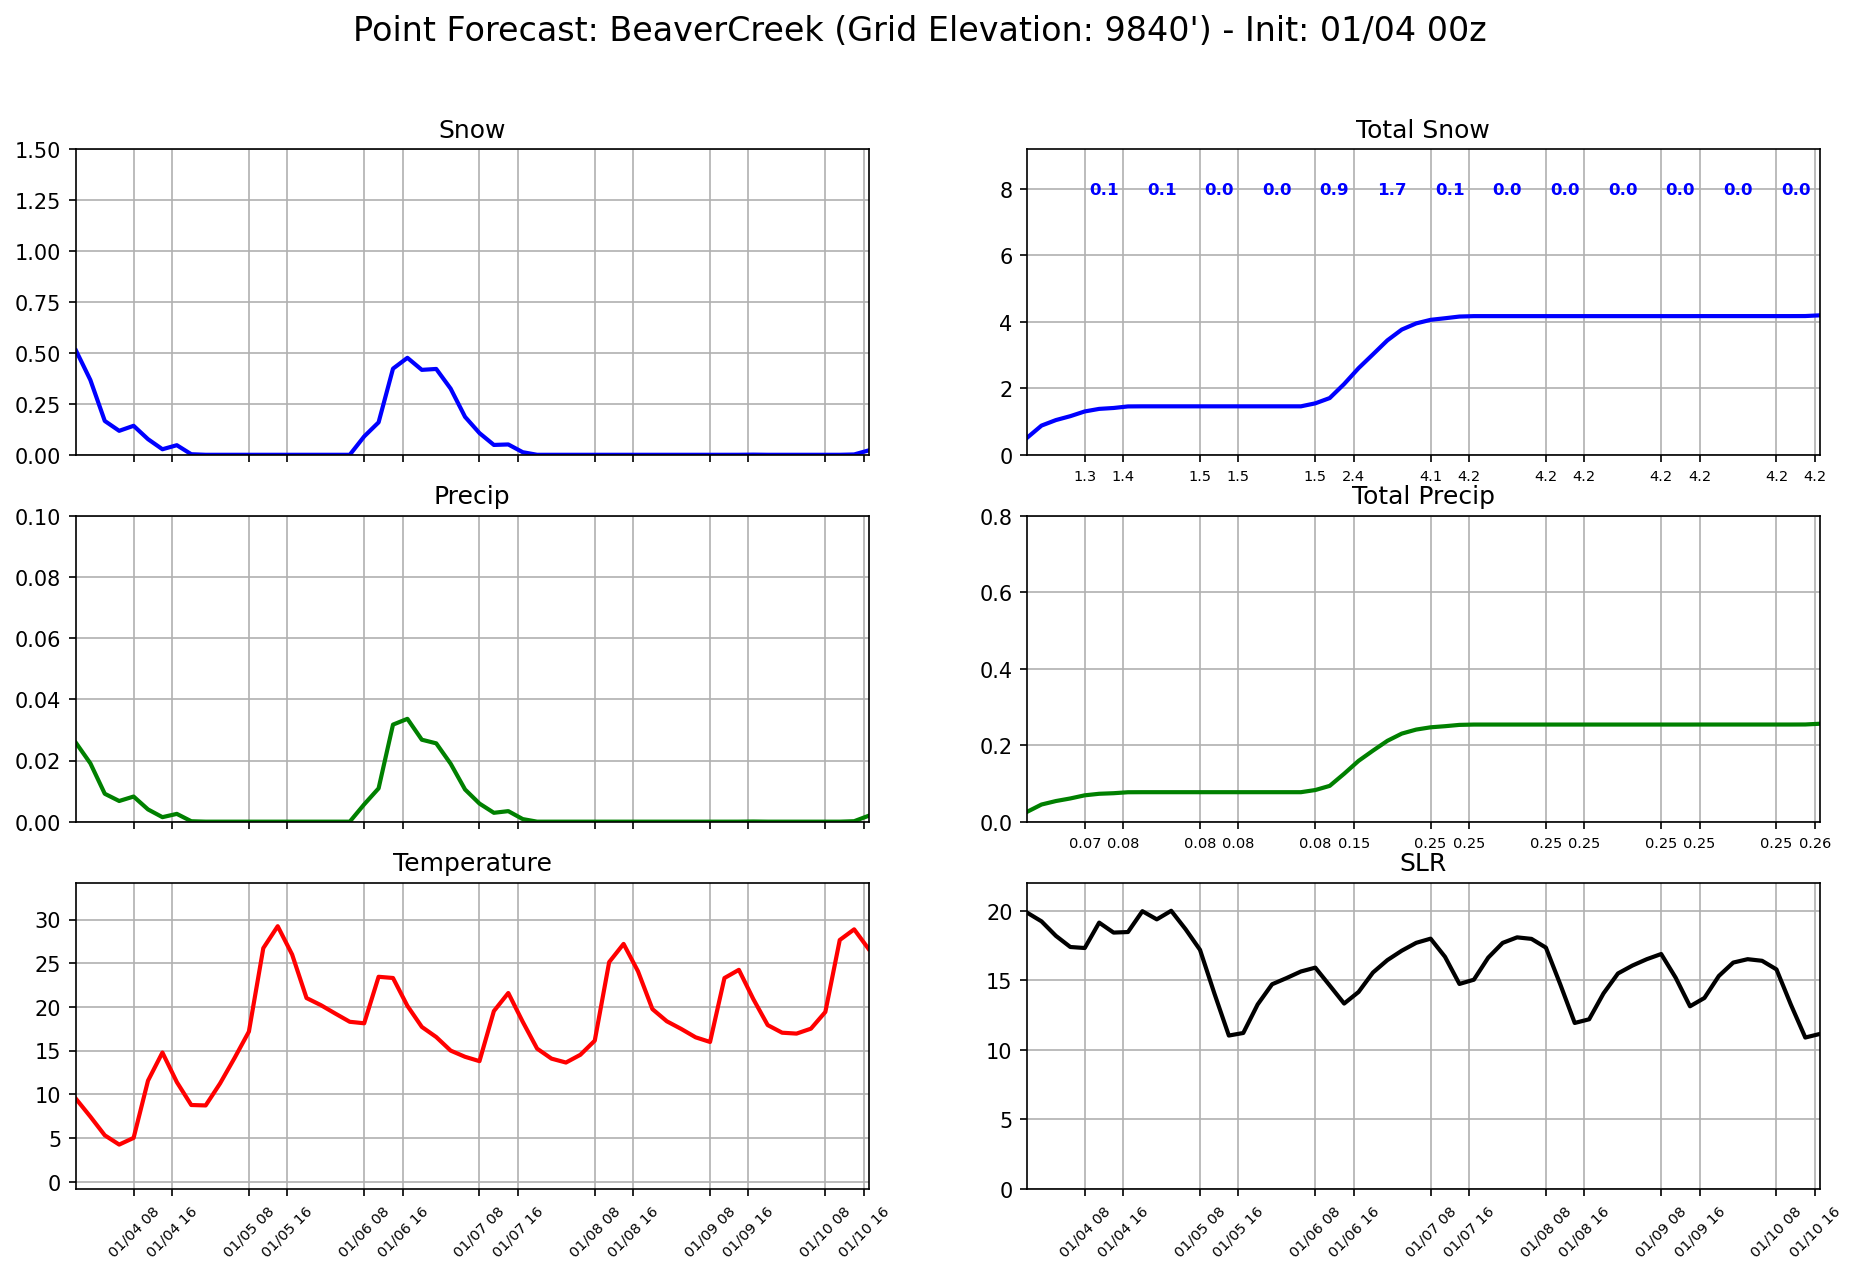 Point Forecast: BeaverCreek (Grid Elevation: 9840') - Init: 01/04 00z
Snow
1.50
1.25
1.00
0.75
0.50
0.25
0.00
Total Snow
8
6
4
2
0
0.1 0.1 0.0 0.0 0.9 1.7 0.1 0.0 0.0 0.0 0.0 0.0 0.0
1.3 1.4 1.5 1.5 1.5 2.4 4.1 4.2 4.2 4.2 4.2 4.2 4.2 4.2
Precip
0.10
0.08
0.06
0.04
0.02
0.00
Total Precip
0.8
0.6
0.4
0.2
0.0
0.07 0.08 0.08 0.08 0.08 0.15 0.25 0.25 0.25 0.25 0.25 0.25 0.25 0.26
Temperature
30
25
20
15
10
5
0
01/04 08 01/04 16 01/05 08 01/05 16 01/06 08 01/06 16 01/07 08 01/07 16 01/08 08 01/08 16 01/09 08 01/09 16 01/10 08 01/10 16
SLR
20
15
10
5
0
01/04 08 01/04 16 01/05 08 01/05 16 01/06 08 01/06 16 01/07 08 01/07 16 01/08 08 01/08 16 01/09 08 01/09 16 01/10 08 01/10 16